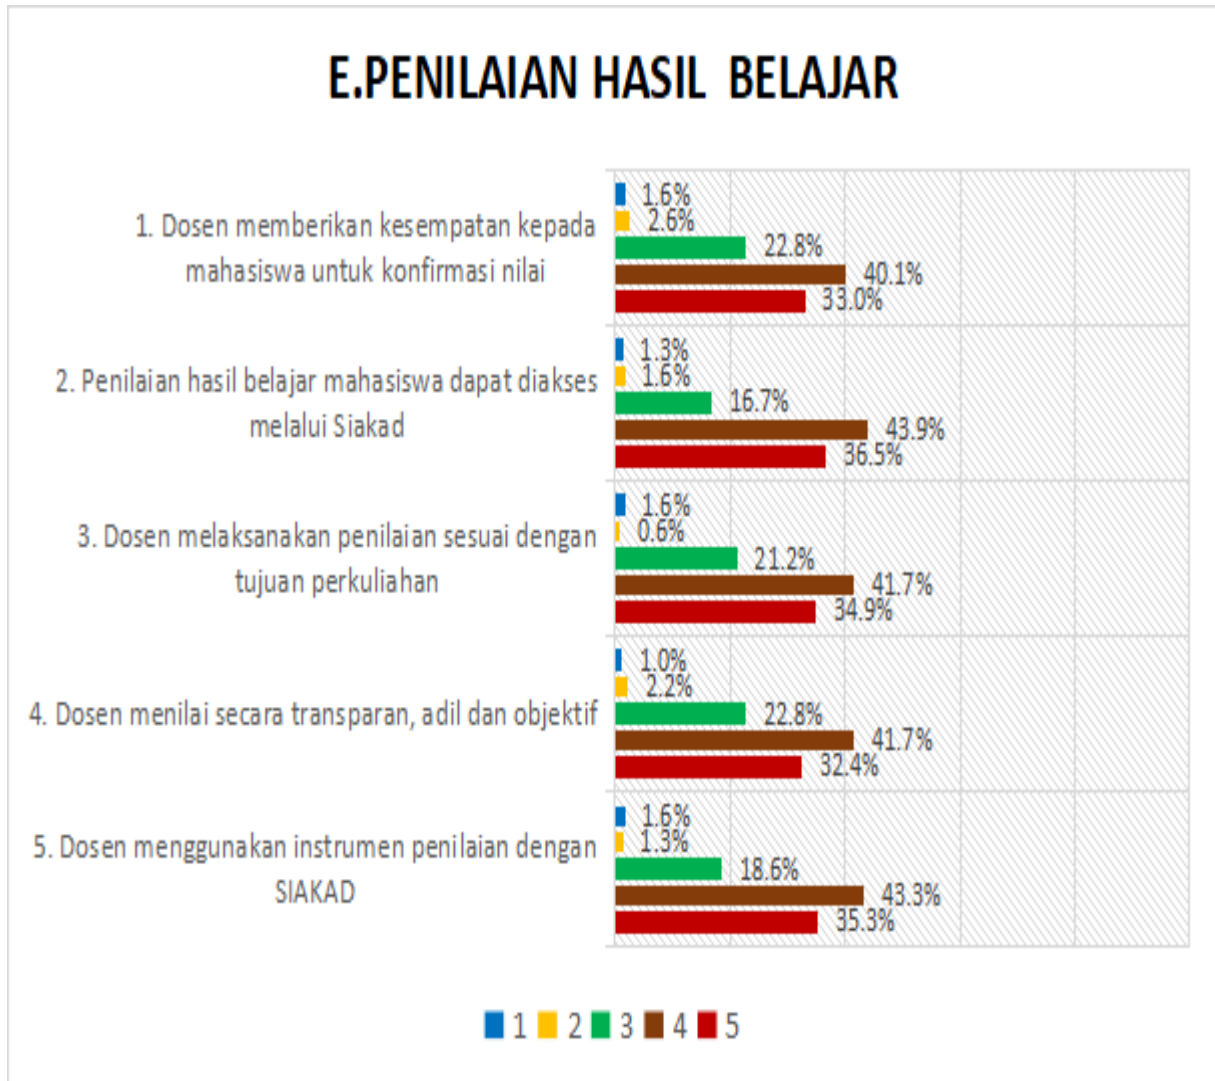 E.PENILAIAN HASIL BELAJAR
1. Dosen memberikan kesempatan kepada
mahasiswa untuk konfirmasi nilai
1.6%
2.6%
22.8%
40.1%
33.0%
2. Penilaian hasil belajar mahasiswa dapat diakses
melalui Siakad
1.3%
1.6%
16.7%
43.9%
36.5%
3. Dosen melaksanakan penilaian sesuai dengan
tujuan perkuliahan
1.6%
0.6%
21.2%
41.7%
34.9%
4. Dosen menilai secara transparan, adil dan objektif
1.0%
2.2%
22.8%
41.7%
32.4%
5. Dosen menggunakan instrumen penilaian dengan
SIAKAD
1.6%
1.3%
18.6%
43.3%
35.3%
1 2 3 4 5